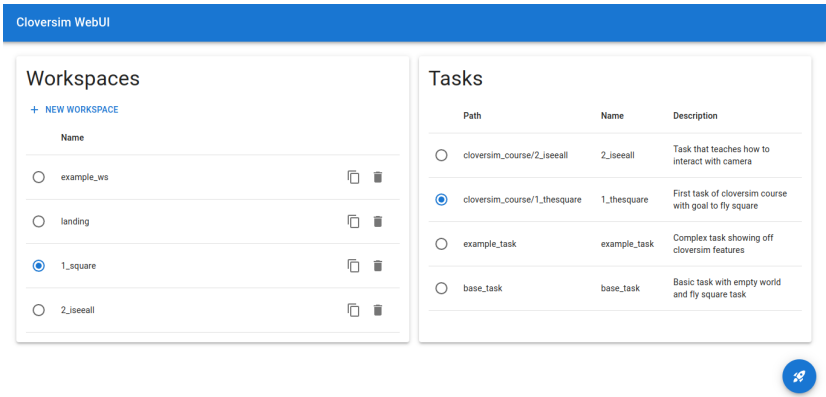 Cloversim WebUI
Workspaces
+ NEW WORKSPACE
Name
example_ws
landing
1_square
2_iseeall
Tasks
Path Name Description
cloversim_course/2_iseeall 2_iseeall Task that teaches how to
interact with camera
cloversim_course/1_thesquare 1_thesquare First task of cloversim course
with goal to fly square
example_task example_task Complex task showing off
cloversim features
base_task base_task Basic task with empty world
and fly square task